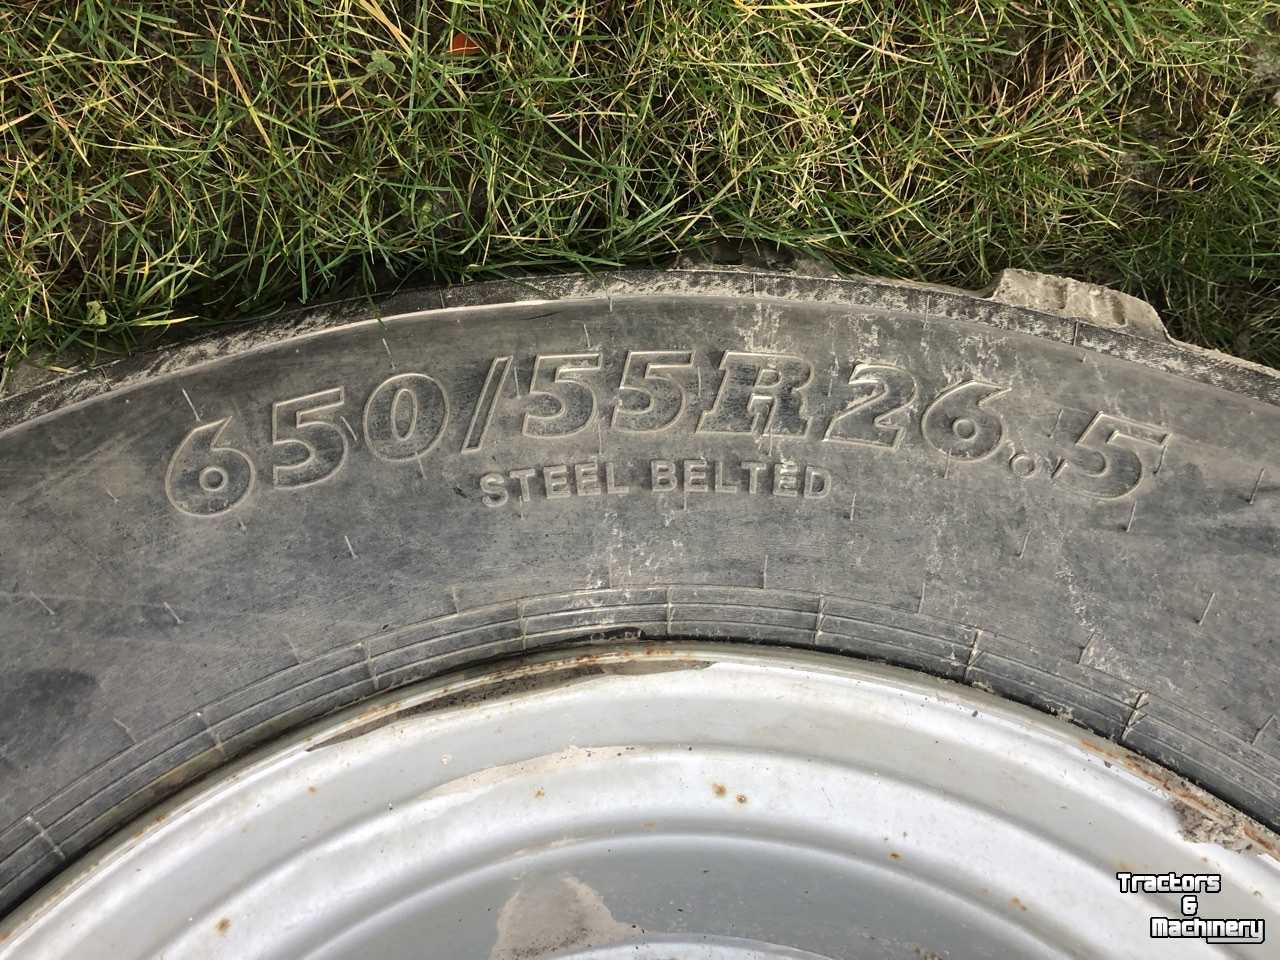 650/55R26.5
STEEL BELTED
Tractors
&
Machinery